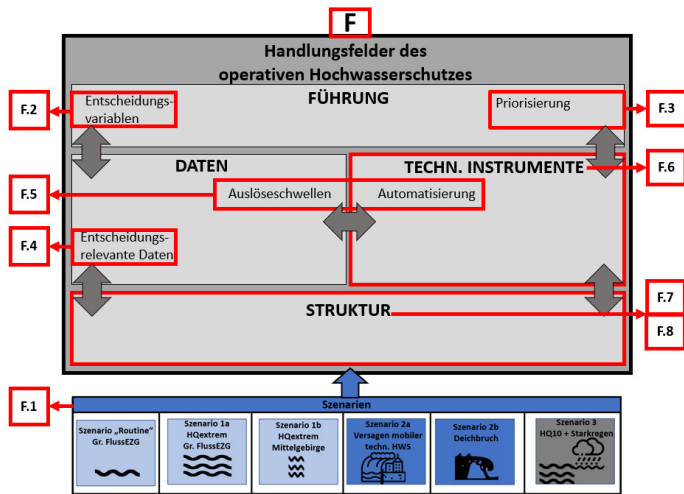 F
Handlungsfelder des
operativen Hochwasserschutzes
FÜHRUNG
F.2
Entscheidungs-
variablen
Priorisierung
F.3
DATEN
TECHN. INSTRUMENTE
F.6
F.5
Auslöseschwellen
Automatisierung
F.4
Entscheidungs-
relevante Daten
STRUKTUR
F.7
F.8
F.1
Szenarien
Szenario „Routine“
Gr. FlussEZG
Szenario 1a
HQextrem
Gr. FlussEZG
Szenario 1b
HQextrem
Mittelgebirge
Szenario 2a
Versagen mobiler
techn. HWS
Szenario 2b
Deichbruch
Szenario 3
HQ10 + Starkregen